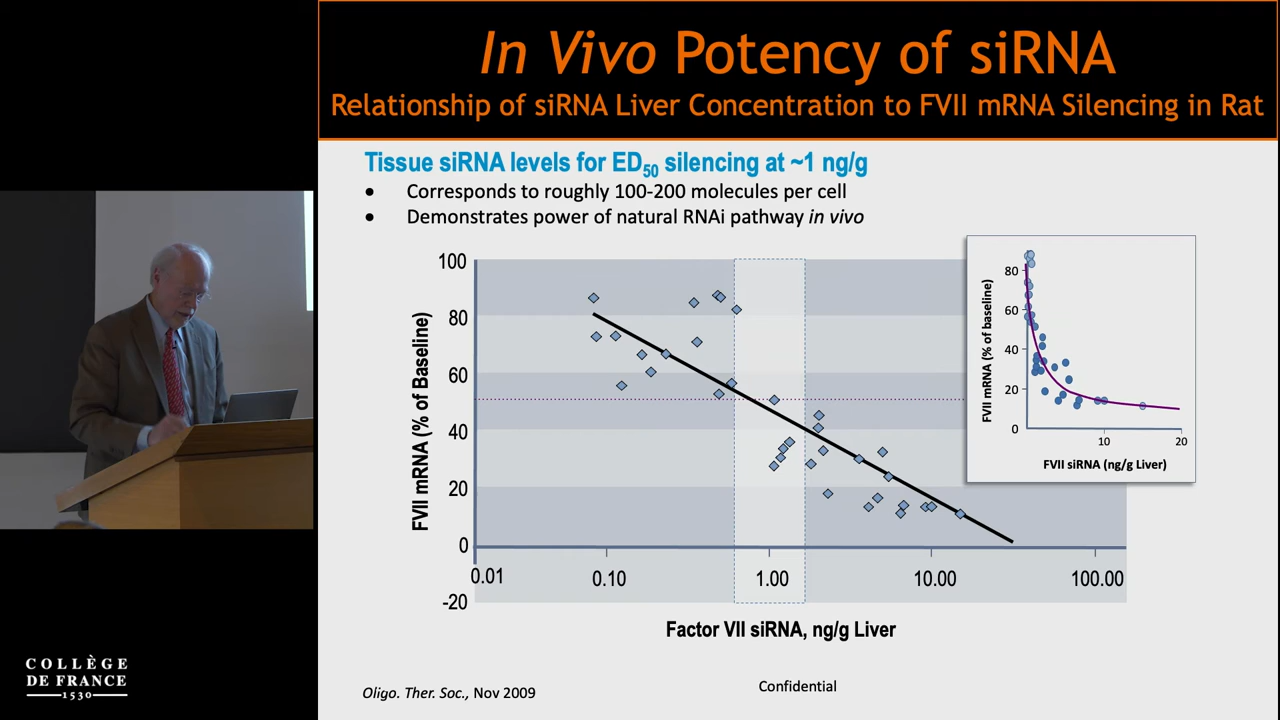 In Vivo Potency of siRNA
Relationship of siRNA Liver Concentration to FVII mRNA Silencing in Rat
Tissue siRNA levels for ED50 silencing at ~1 ng/g
• Corresponds to roughly 100-200 molecules per cell
• Demonstrates power of natural RNAi pathway in vivo
FVII mRNA (% of Baseline)
100
80
60
40
20
0
-20
0.01 0.10 1.00 10.00 100.00
Factor VII siRNA, ng/g Liver
FVII mRNA (% of baseline)
80
60
40
20
0
10 20
FVII siRNA (ng/g Liver)
Oligo. Ther. Soc., Nov 2009
Confidential
COLLÈGE
DE FRANCE
1530